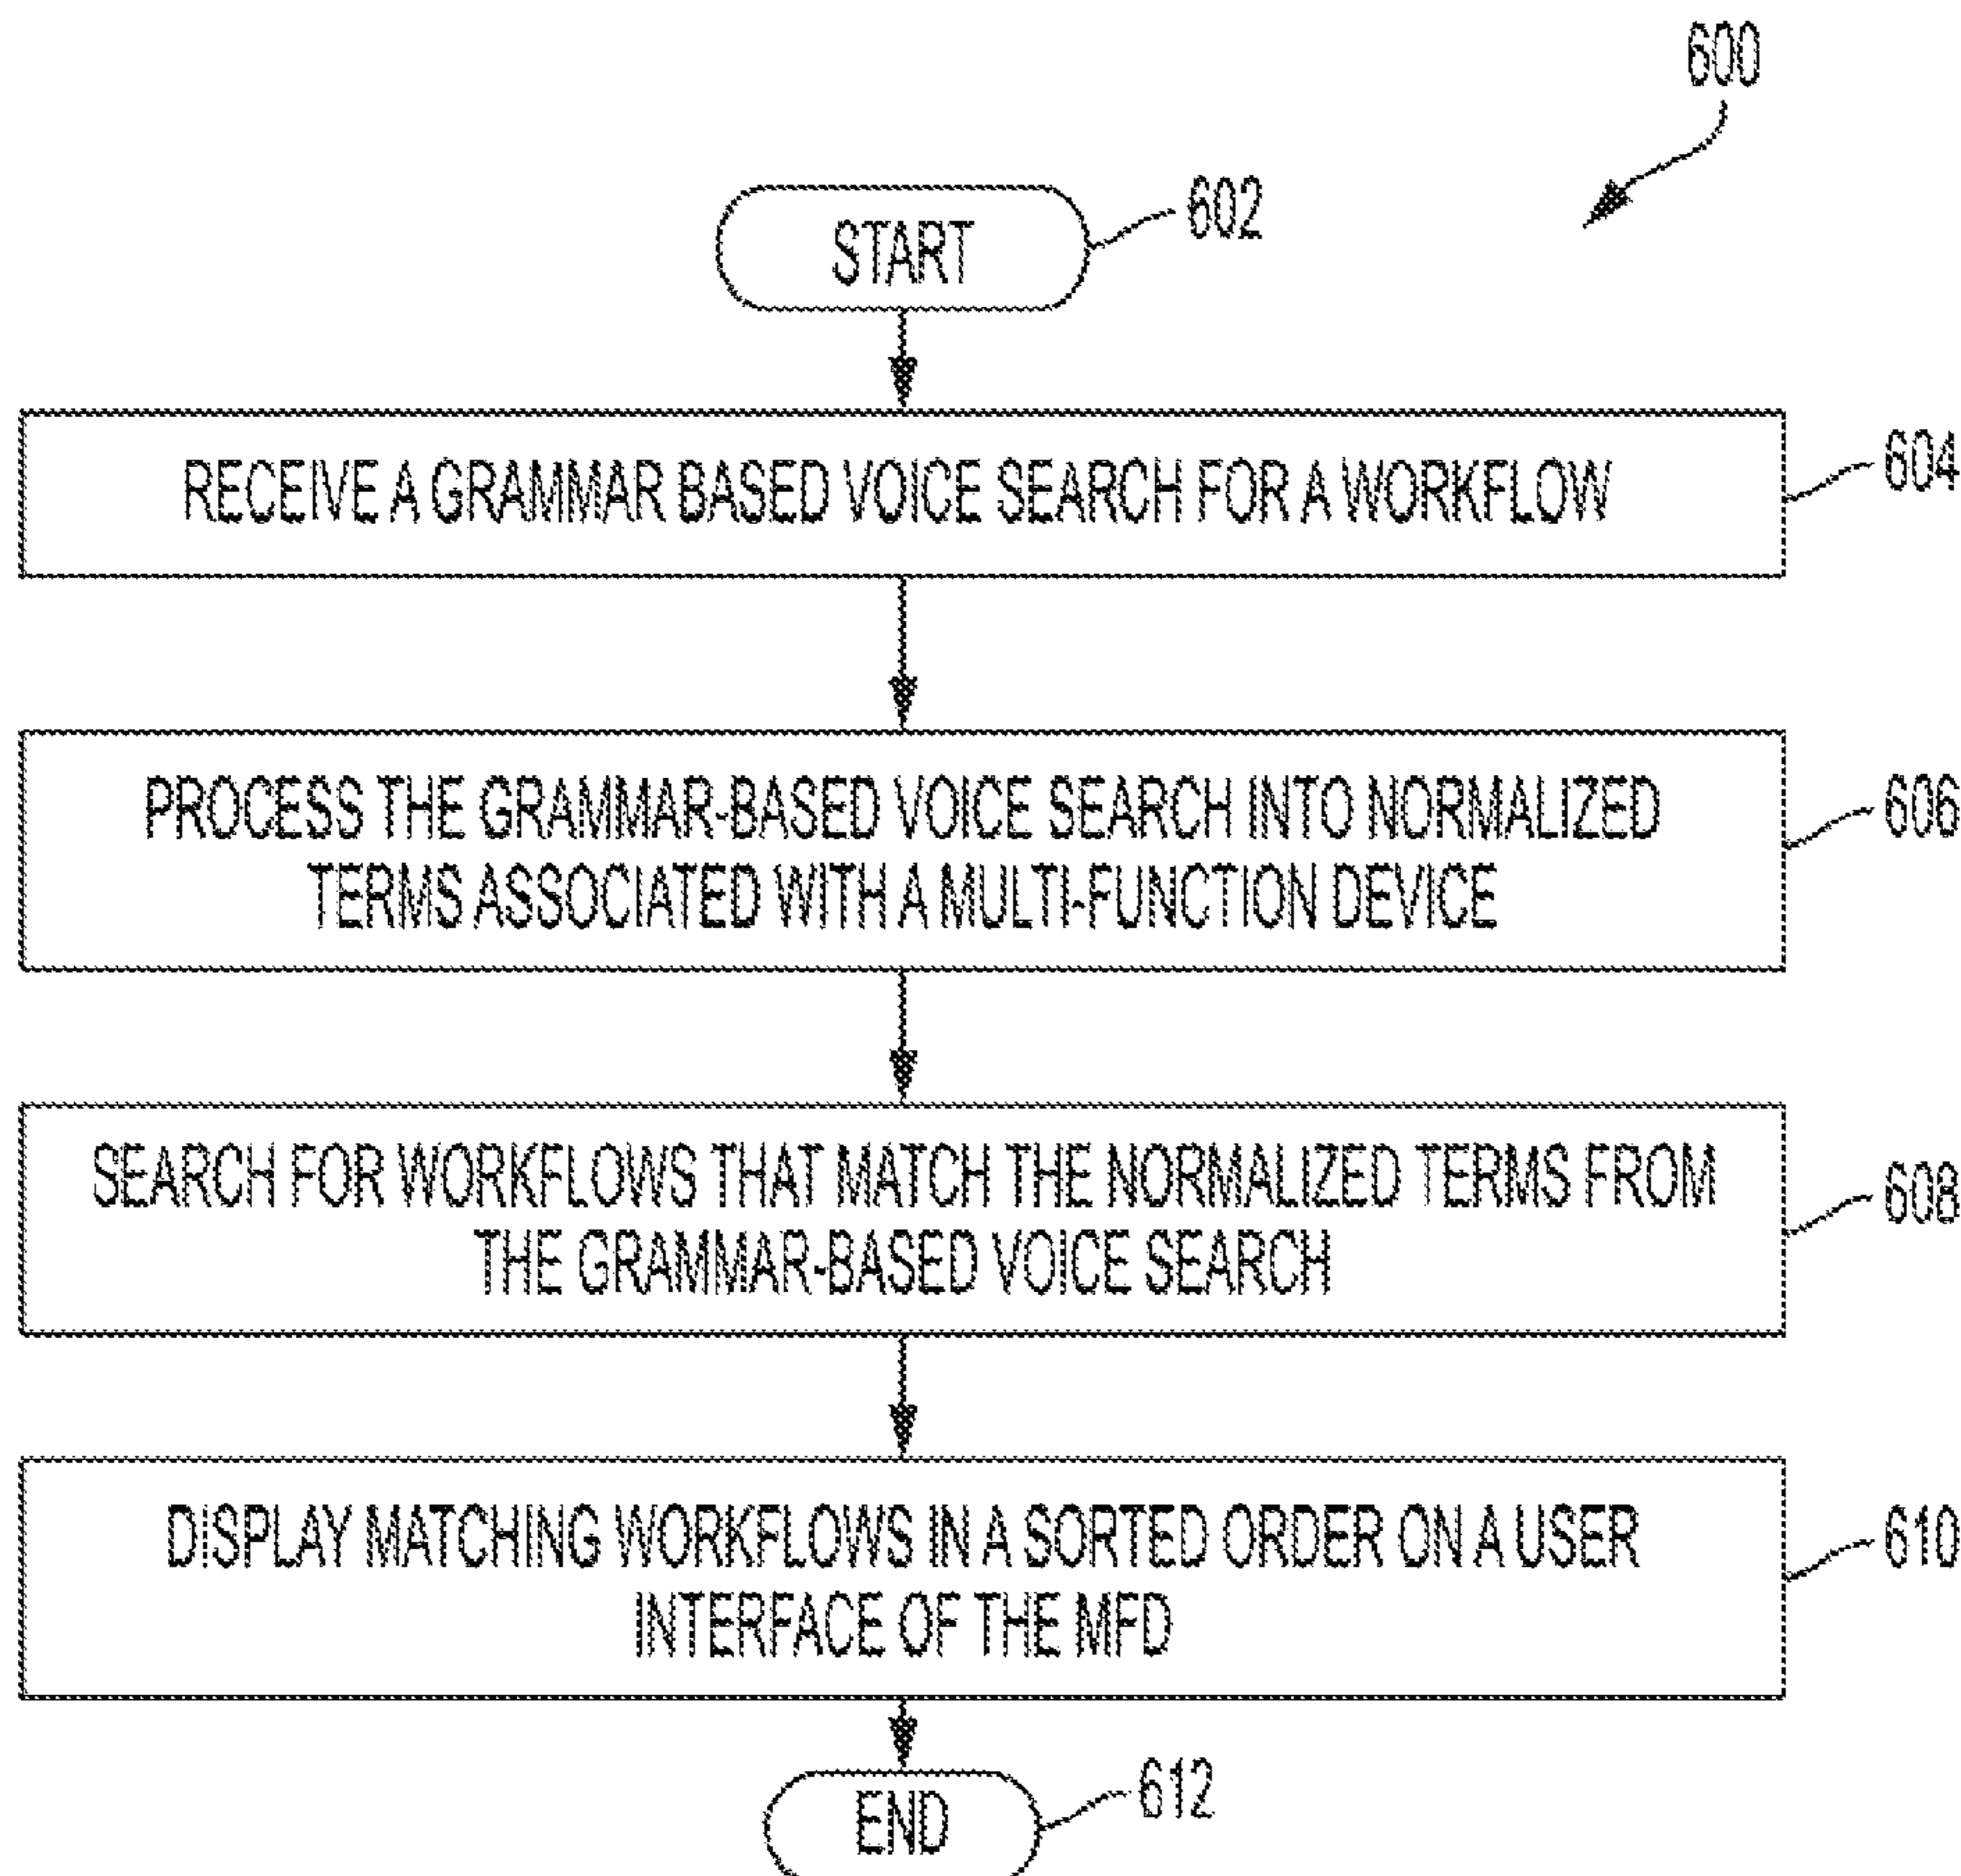 600
START
602
RECEIVE A GRAMMAR BASED VOICE SEARCH FOR A WORKFLOW
604
PROCESS THE GRAMMAR-BASED VOICE SEARCH INTO NORMALIZED
TERMS ASSOCIATED WITH A MULTI-FUNCTION DEVICE
606
SEARCH FOR WORKFLOWS THAT MATCH THE NORMALIZED TERMS FROM
THE GRAMMAR-BASED VOICE SEARCH
608
DISPLAY MATCHING WORKFLOWS IN A SORTED ORDER ON A USER
INTERFACE OF THE MFD
610
END
612